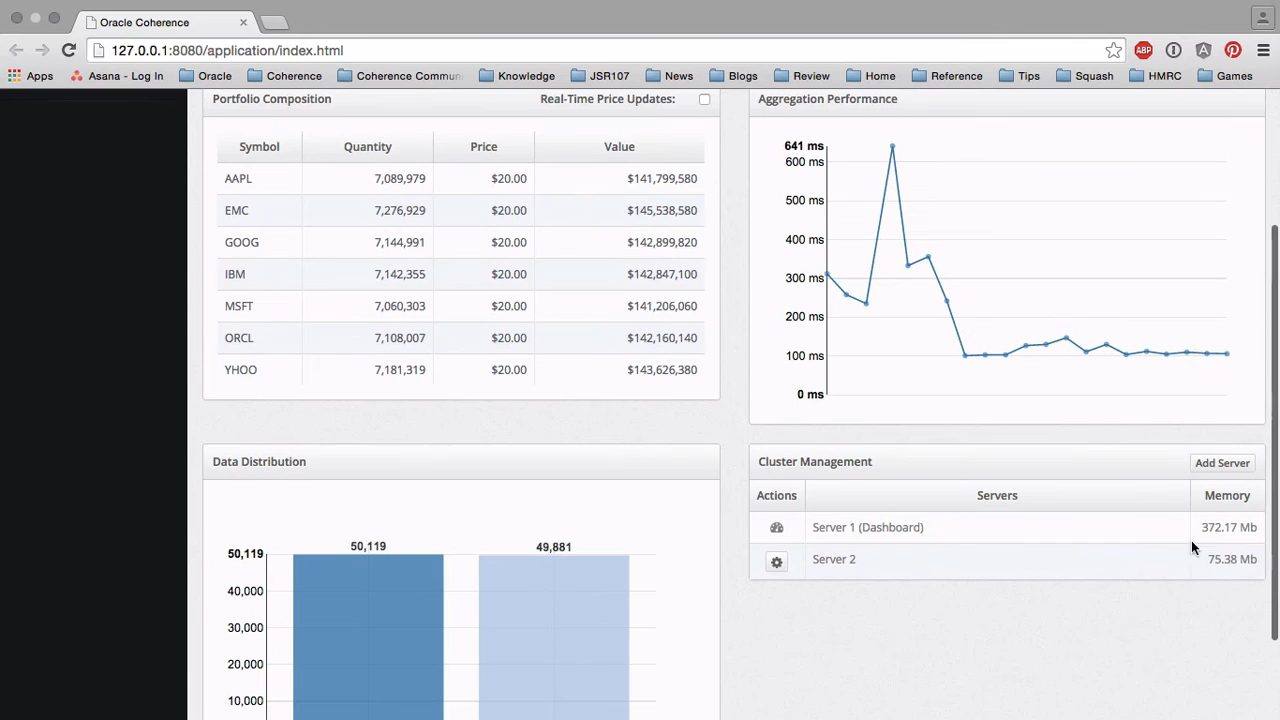 Oracle Coherence
127.0.0.1:8080/application/index.html
ABP
Apps Asana - Log In Oracle Coherence Coherence Commun Knowledge JSR107 News Blogs Review Home Reference Tips Squash HMRC Games
Portfolio Composition Real-Time Price Updates:
Symbol Quantity Price Value
AAPL 7,089,979 $20.00 $141,799,580
EMC 7,276,929 $20.00 $145,538,580
GOOG 7,144,991 $20.00 $142,899,820
IBM 7,142,355 $20.00 $142,847,100
MSFT 7,060,303 $20.00 $141,206,060
ORCL 7,108,007 $20.00 $142,160,140
YHOO 7,181,319 $20.00 $143,626,380
Aggregation Performance
641 ms
600 ms
500 ms
400 ms
300 ms
200 ms
100 ms
0 ms
Data Distribution
50,119 49,881
50,119
40,000
30,000
20,000
10,000
Cluster Management Add Server
Actions Servers Memory
Server 1 (Dashboard) 372.17 Mb
Server 2 75.38 Mb